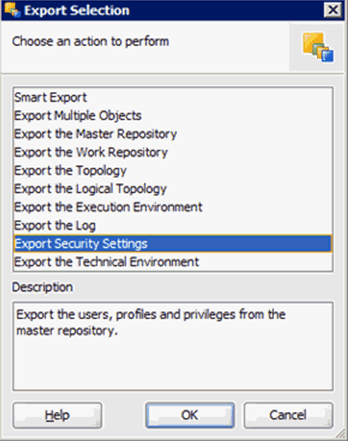 Export Selection
Choose an action to perform
Smart Export
Export Multiple Objects
Export the Master Repository
Export the Work Repository
Export the Topology
Export the Logical Topology
Export the Execution Environment
Export the Log
Export Security Settings
Export the Technical Environment
Description
Export the users, profiles and privileges from the
master repository.
Help
OK
Cancel